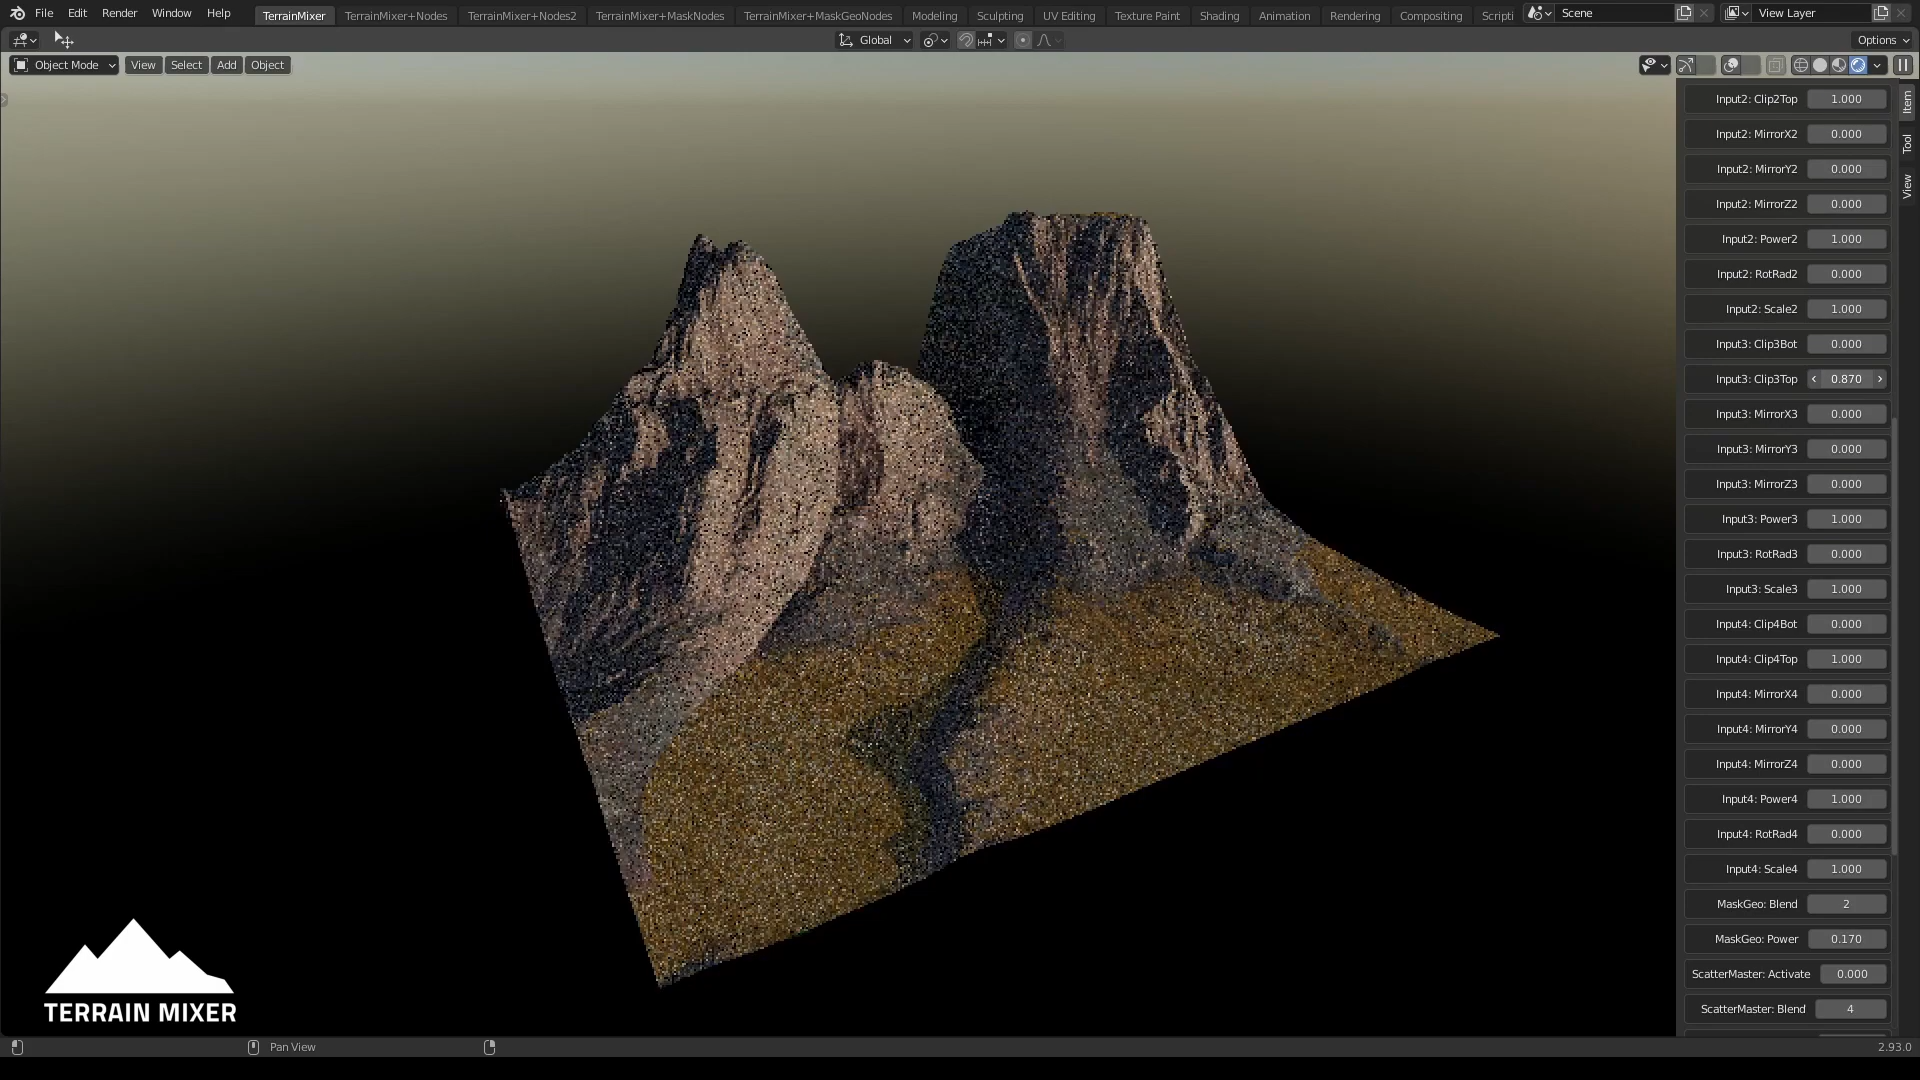 File Edit Render Window Help TerrainMixer TerrainMixer+Nodes TerrainMixer+Nodes2 TerrainMixer+MaskNodes TerrainMixer+MaskGeoNodes Modeling Sculpting UV Editing Texture Paint Shading Animation Rendering Compositing Scripti Scene View Layer
Global Options
Object Mode View Select Add Object
Input2: Clip2Top 1.000
Input2: MirrorX2 0.000
Input2: MirrorY2 0.000
Input2: MirrorZ2 0.000
Input2: Power2 1.000
Input2: RotRad2 0.000
Input2: Scale2 1.000
Input3: Clip3Bot 0.000
Input3: Clip3Top 0.870
Input3: MirrorX3 0.000
Input3: MirrorY3 0.000
Input3: MirrorZ3 0.000
Input3: Power3 1.000
Input3: RotRad3 0.000
Input3: Scale3 1.000
Input4: Clip4Bot 0.000
Input4: Clip4Top 1.000
Input4: MirrorX4 0.000
Input4: MirrorY4 0.000
Input4: MirrorZ4 0.000
Input4: Power4 1.000
Input4: RotRad4 0.000
Input4: Scale4 1.000
MaskGeo: Blend 2
MaskGeo: Power 0.170
ScatterMaster: Activate 0.000
ScatterMaster: Blend 4
Item
Tool
View
TERRAIN MIXER
Pan View 2.93.0